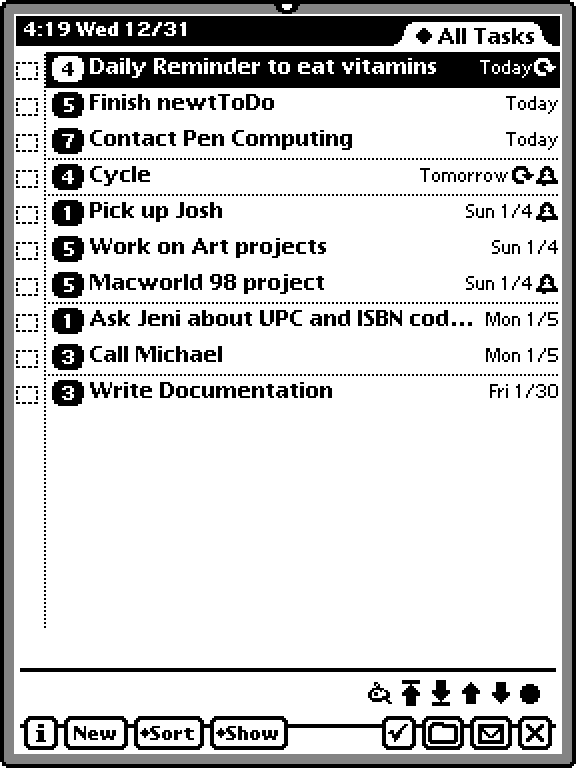 4:19 Wed 12/31
◆ All Tasks
4 Daily Reminder to eat vitamins Today
5 Finish newtToDo Today
7 Contact Pen Computing Today
4 Cycle Tomorrow
1 Pick up Josh Sun 1/4
5 Work on Art projects Sun 1/4
5 Macworld 98 project Sun 1/4
1 Ask Jeni about UPC and ISBN cod... Mon 1/5
3 Call Michael Mon 1/5
3 Write Documentation Fri 1/30
i New ◆Sort ◆Show